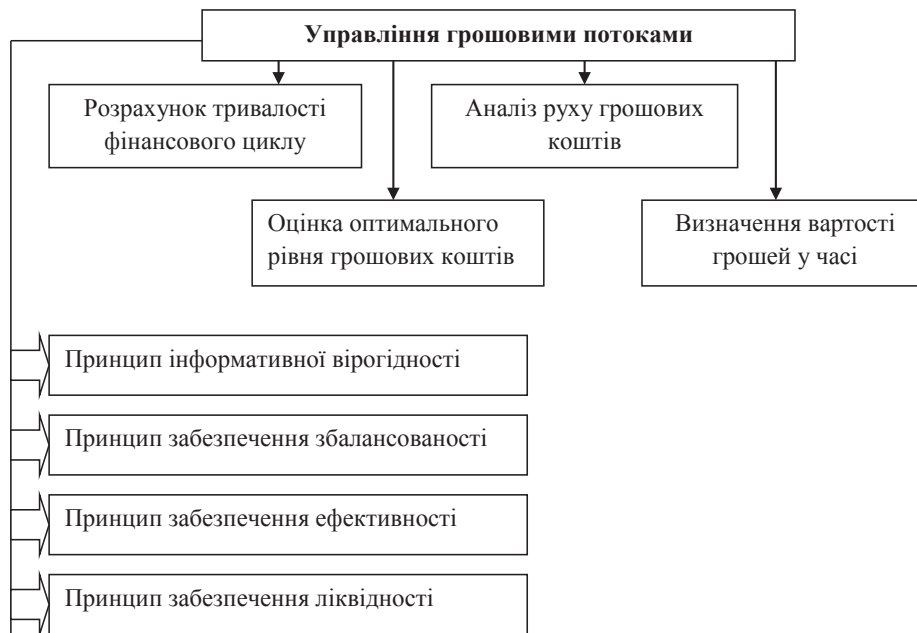 Управління грошовими потоками
Розрахунок тривалості
фінансового циклу
Аналіз руху грошових
коштів
Оцінка оптимального
рівня грошових коштів
Визначення вартості
грошей у часі
Принцип інформативної вірогідності
Принцип забезпечення збалансованості
Принцип забезпечення ефективності
Принцип забезпечення ліквідності